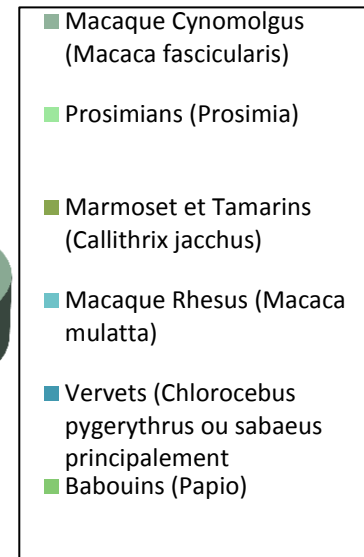 Macaque Cynomolgus
(Macaca fascicularis)
Prosimians (Prosimia)
Marmoset et Tamarins
(Callithrix jacchus)
Macaque Rhesus (Macaca
mulatta)
Vervets (Chlorocebus
pygerythrus ou sabaeus
principalement
Babouins (Papio)